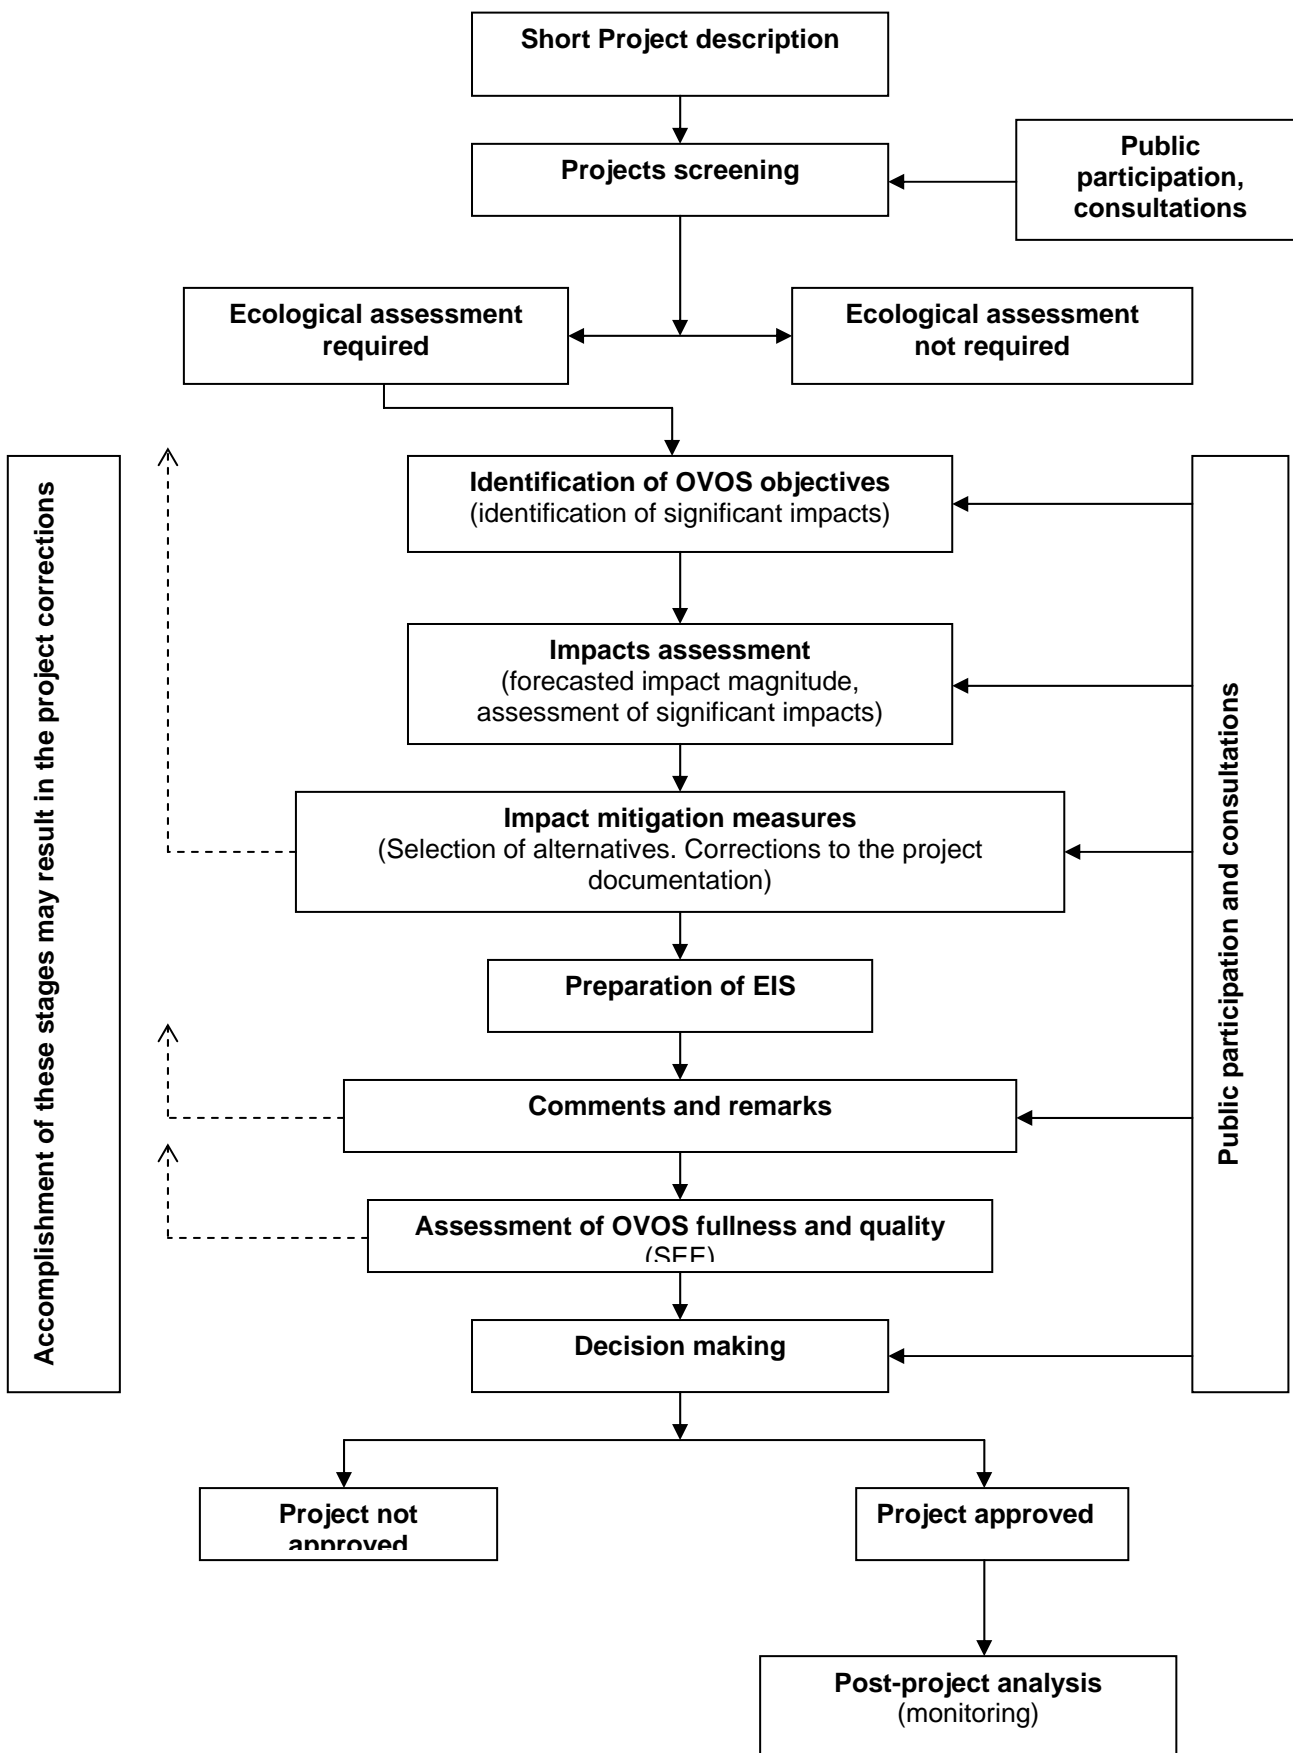 Short Project description
Projects screening
Public
participation,
consultations
Ecological assessment
required
Ecological assessment
not required
Accomplishment of these stages may result in the project corrections
Identification of OVOS objectives
(identification of significant impacts)
Impacts assessment
(forecasted impact magnitude,
assessment of significant impacts)
Impact mitigation measures
(Selection of alternatives. Corrections to the project
documentation)
Public participation and consultations
Preparation of EIS
Comments and remarks
Assessment of OVOS fullness and quality
(SEE)
Decision making
Project not
approved
Project approved
Post-project analysis
(monitoring)